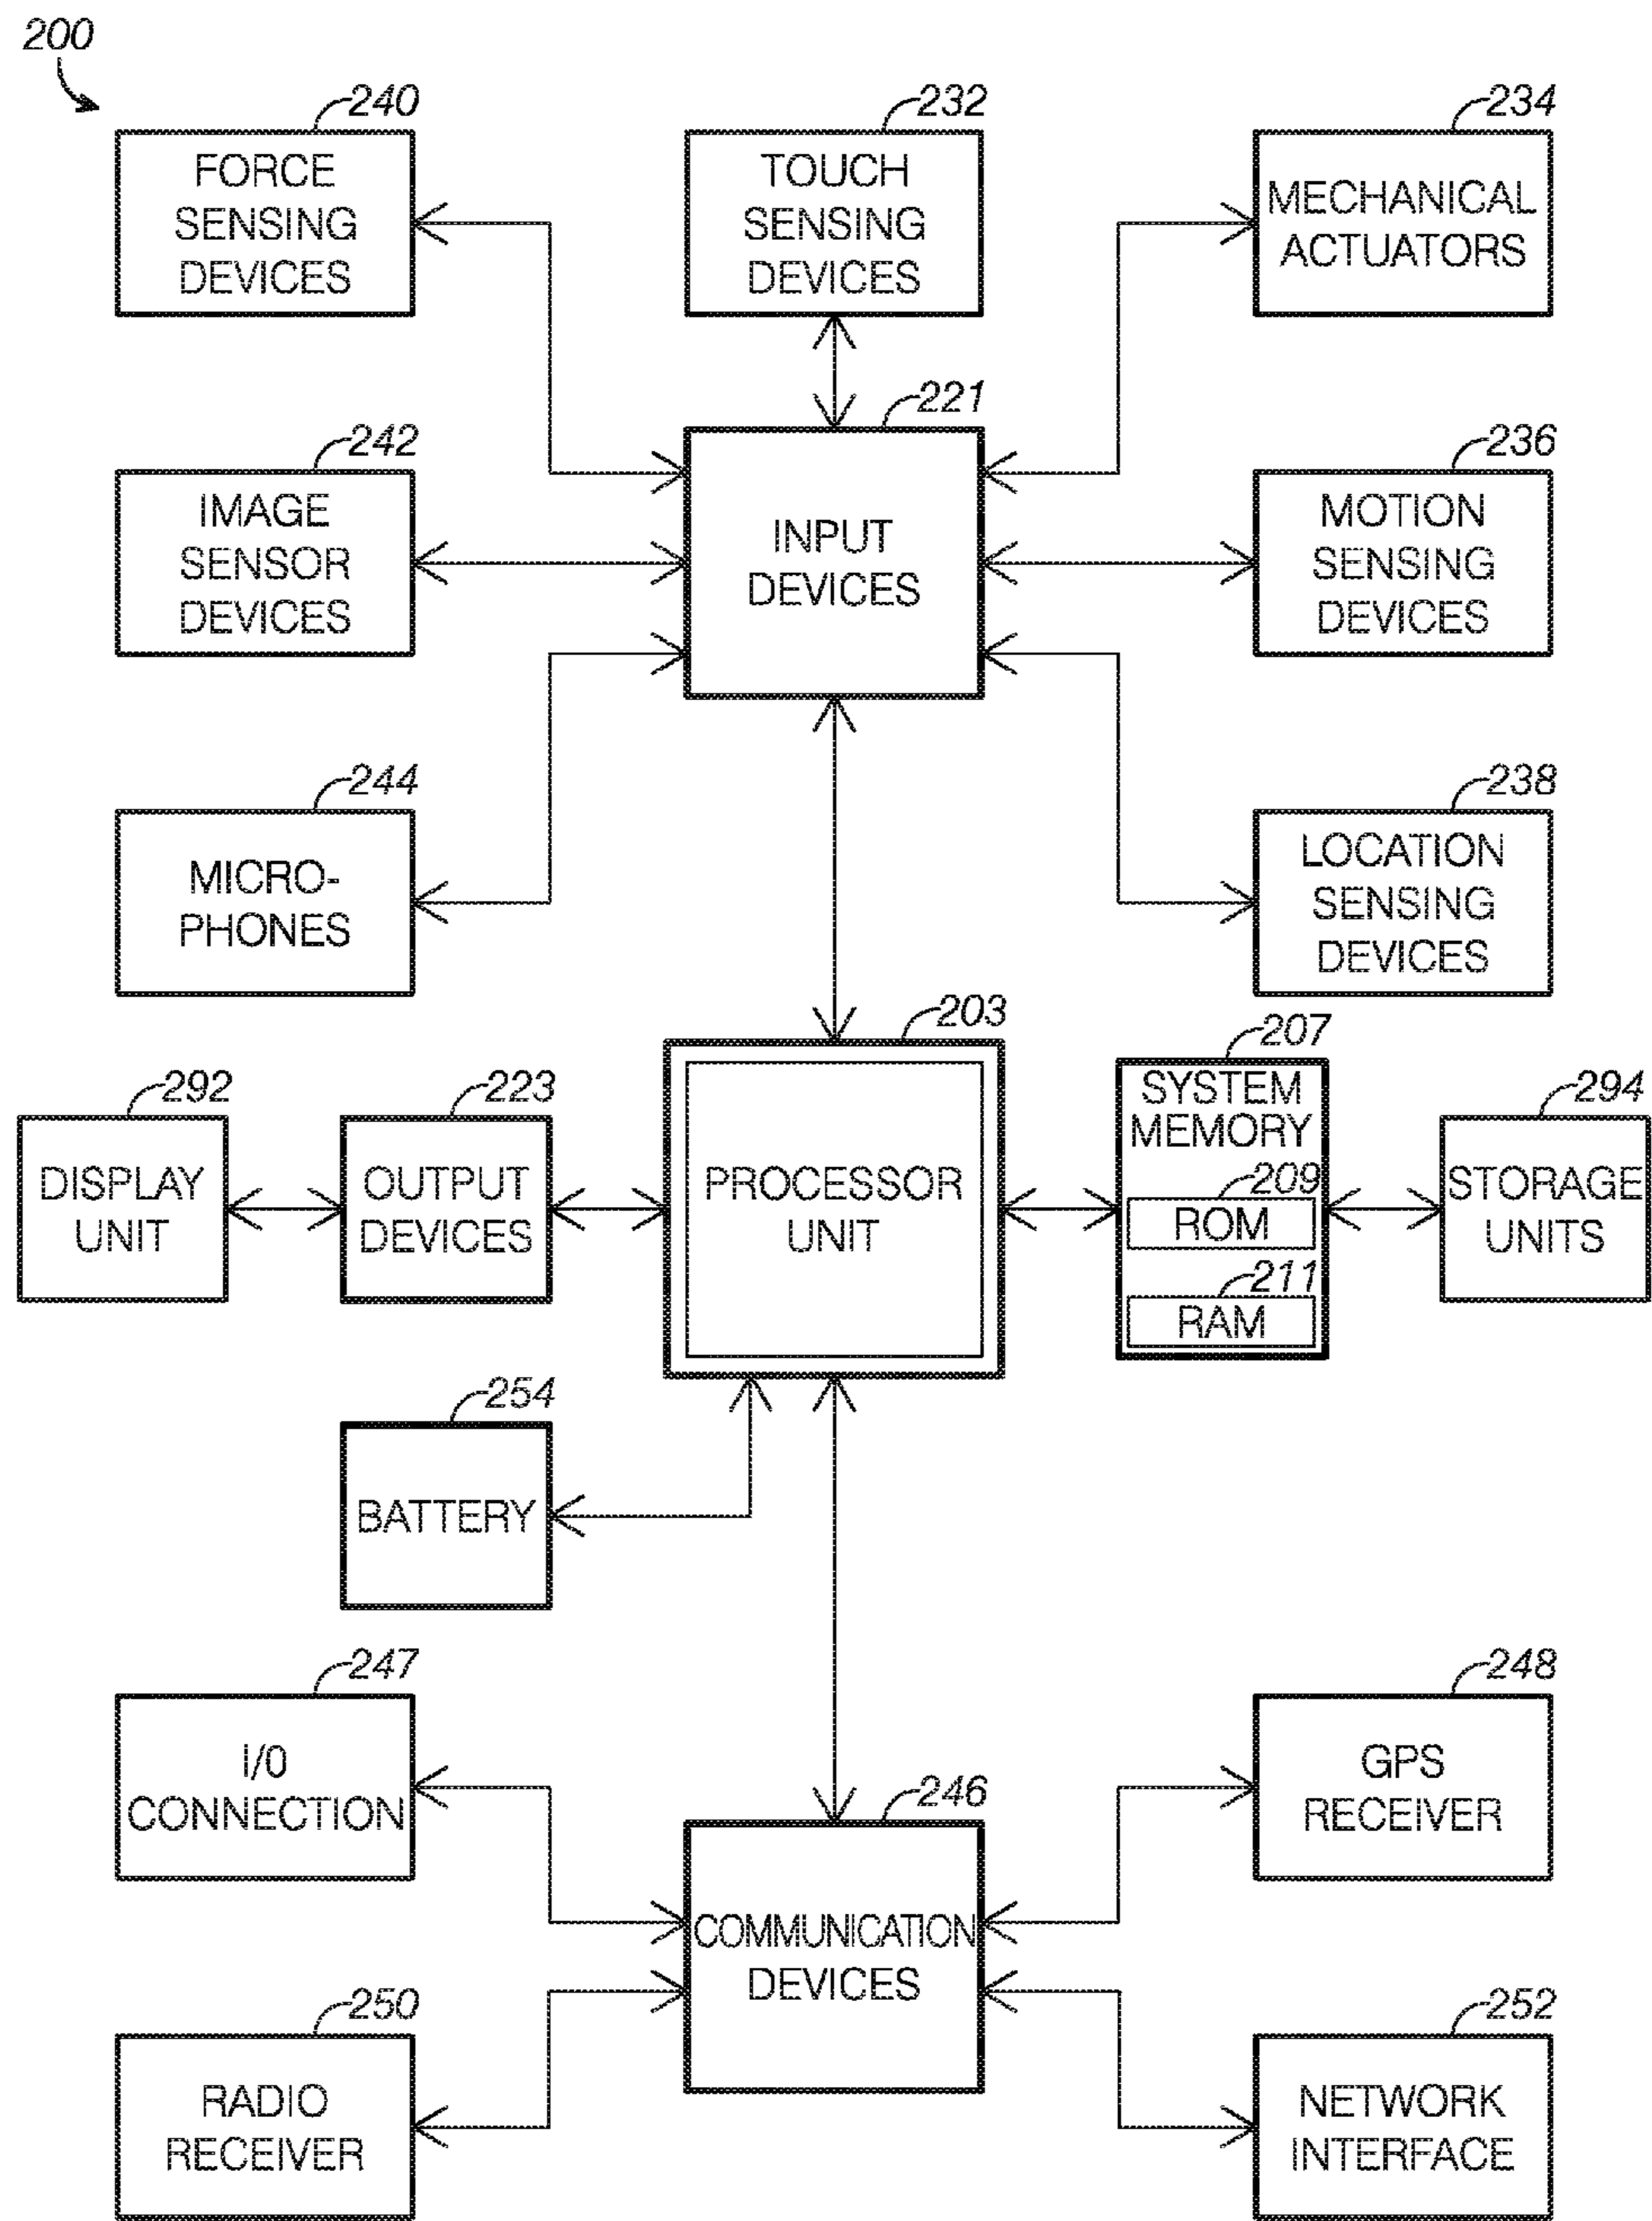 200
240
FORCE
SENSING
DEVICES
232
TOUCH
SENSING
DEVICES
234
MECHANICAL
ACTUATORS
242
IMAGE
SENSOR
DEVICES
221
INPUT
DEVICES
236
MOTION
SENSING
DEVICES
244
MICRO-
PHONES
238
LOCATION
SENSING
DEVICES
292
DISPLAY
UNIT
223
OUTPUT
DEVICES
203
PROCESSOR
UNIT
207
SYSTEM
MEMORY
209
ROM
211
RAM
294
STORAGE
UNITS
254
BATTERY
247
I/0
CONNECTION
246
COMMUNICATION
DEVICES
248
GPS
RECEIVER
250
RADIO
RECEIVER
252
NETWORK
INTERFACE